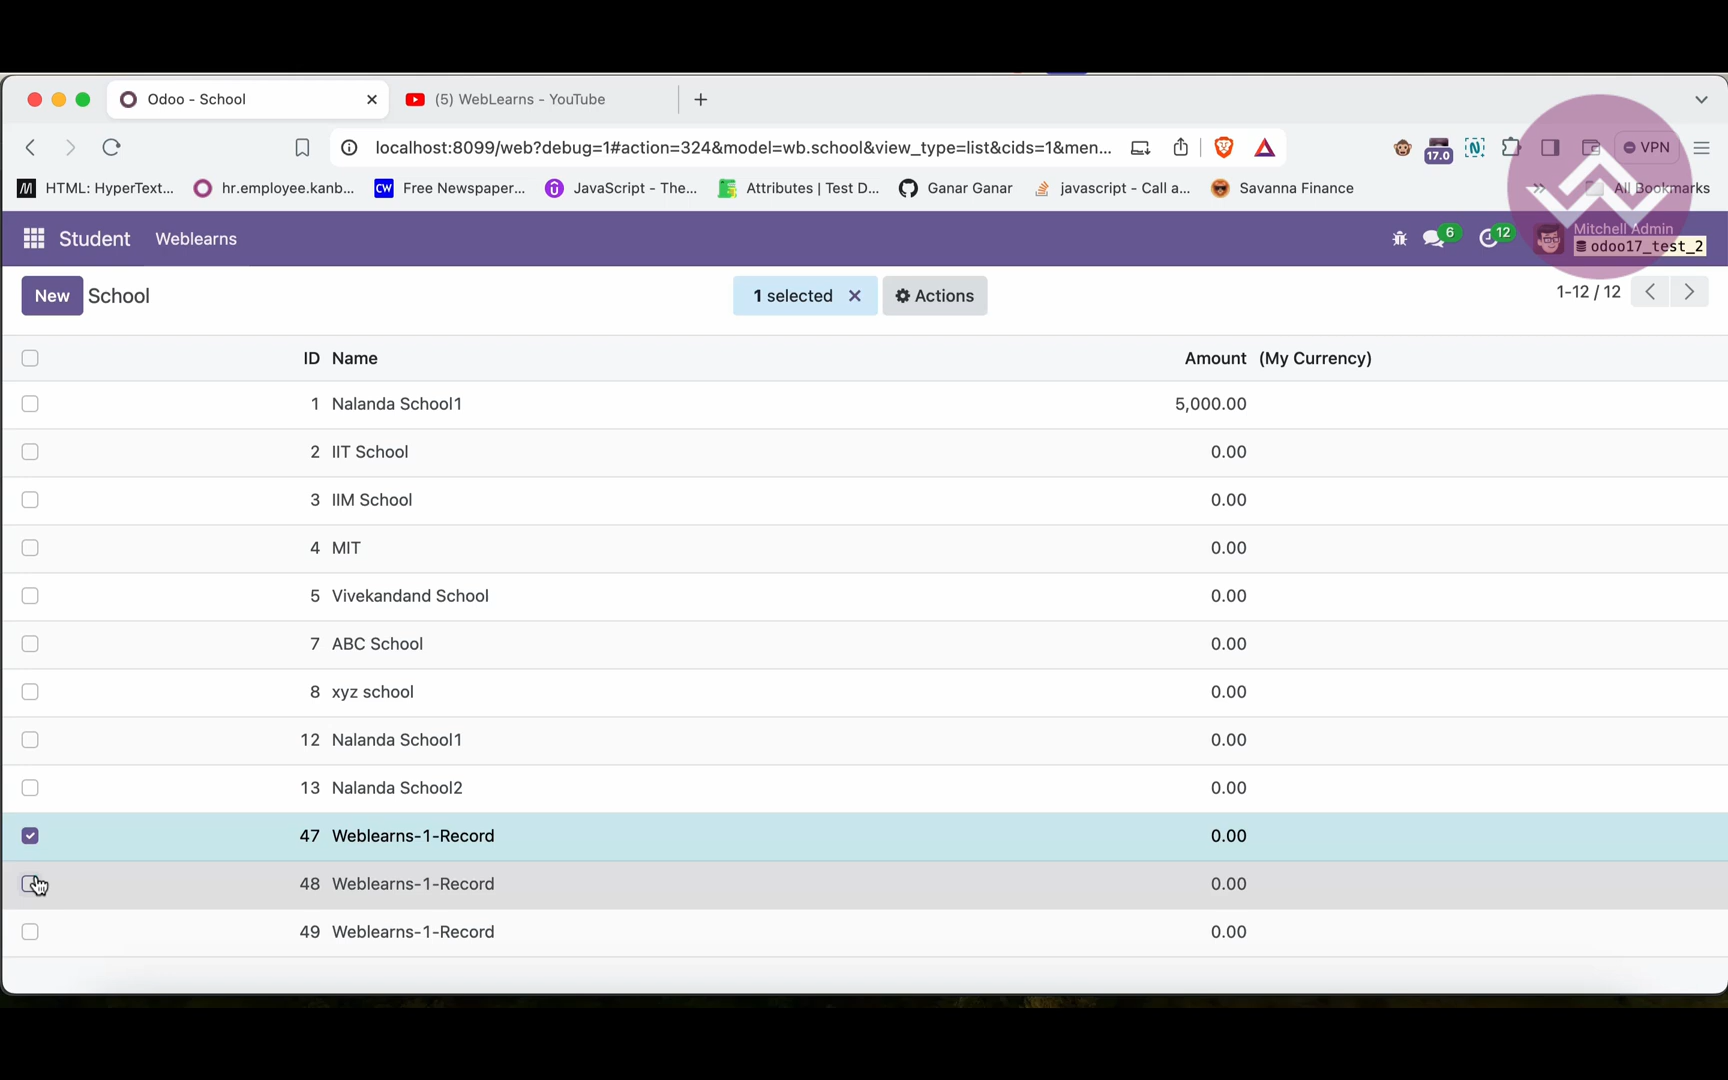 Odoo - School
(5) WebLearns - YouTube
localhost:8099/web?debug=1#action=324&model=wb.school&view_type=list&cids=1&men...
17.0
VPN
HTML: HyperText...
hr.employee.kanb...
CW
Free Newspaper...
JavaScript - The...
Attributes | Test D...
Ganar Ganar
javascript - Call a...
Savanna Finance
All Bookmarks
Student
Weblearns
6
12
Mitchell Admin
odoo17_test_2
New
School
1 selected
Actions
1-12 / 12
ID Name Amount (My Currency)
1 Nalanda School1 5,000.00
2 IIT School 0.00
3 IIM School 0.00
4 MIT 0.00
5 Vivekandand School 0.00
7 ABC School 0.00
8 xyz school 0.00
12 Nalanda School1 0.00
13 Nalanda School2 0.00
47 Weblearns-1-Record 0.00
48 Weblearns-1-Record 0.00
49 Weblearns-1-Record 0.00